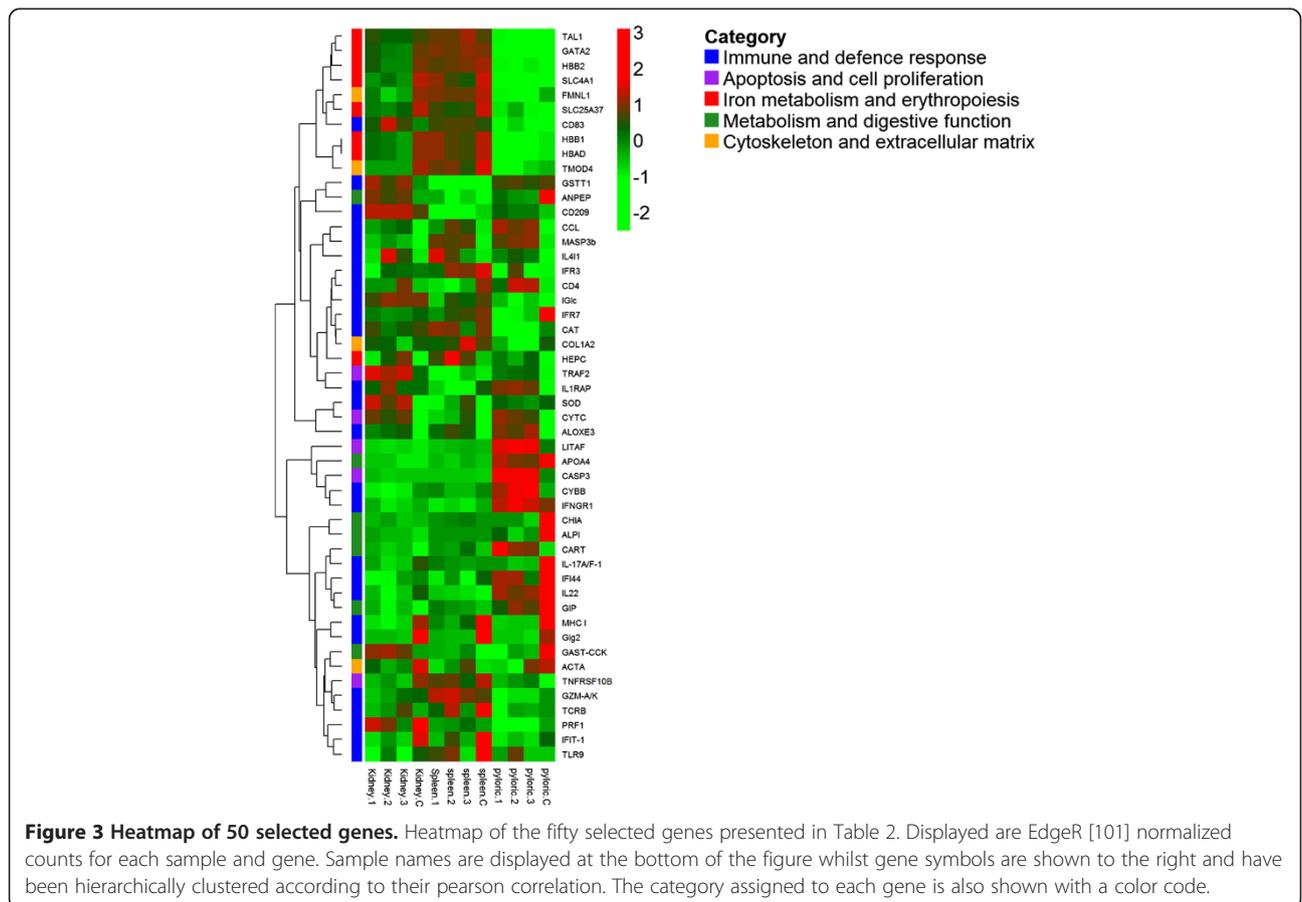 TAL1
GATA2
HBB2
SLC4A1
FMNL1
SLC25A37
CD83
HBB1
HBAD
TMOD4
GSTT1
ANPEP
CD209
CCL
MASP3b
IL4I1
IFR3
CD4
IGlc
IFR7
CAT
COL1A2
HEPC
TRAF2
IL1RAP
SOD
CYTC
ALOXE3
LITAF
APOA4
CASP3
CYBB
IFNGR1
CHIA
ALPI
CART
IL-17A/F-1
IFI44
IL22
GIP
MHC I
Gig2
GAST-CCK
ACTA
TNFRSF10B
GZM-A/K
TCRB
PRF1
IFIT-1
TLR9
Kidney.1
Kidney.2
Kidney.3
Kidney.C
Spleen.1
spleen.2
spleen.3
spleen.C
pyloric.1
pyloric.2
pyloric.3
pyloric.C
3
2
1
0
-1
-2
Category
Immune and defence response
Apoptosis and cell proliferation
Iron metabolism and erythropoiesis
Metabolism and digestive function
Cytoskeleton and extracellular matrix
Figure 3 Heatmap of 50 selected genes. Heatmap of the fifty selected genes presented in Table 2. Displayed are EdgeR [101] normalized
counts for each sample and gene. Sample names are displayed at the bottom of the figure whilst gene symbols are shown to the right and have
been hierarchically clustered according to their pearson correlation. The category assigned to each gene is also shown with a color code.